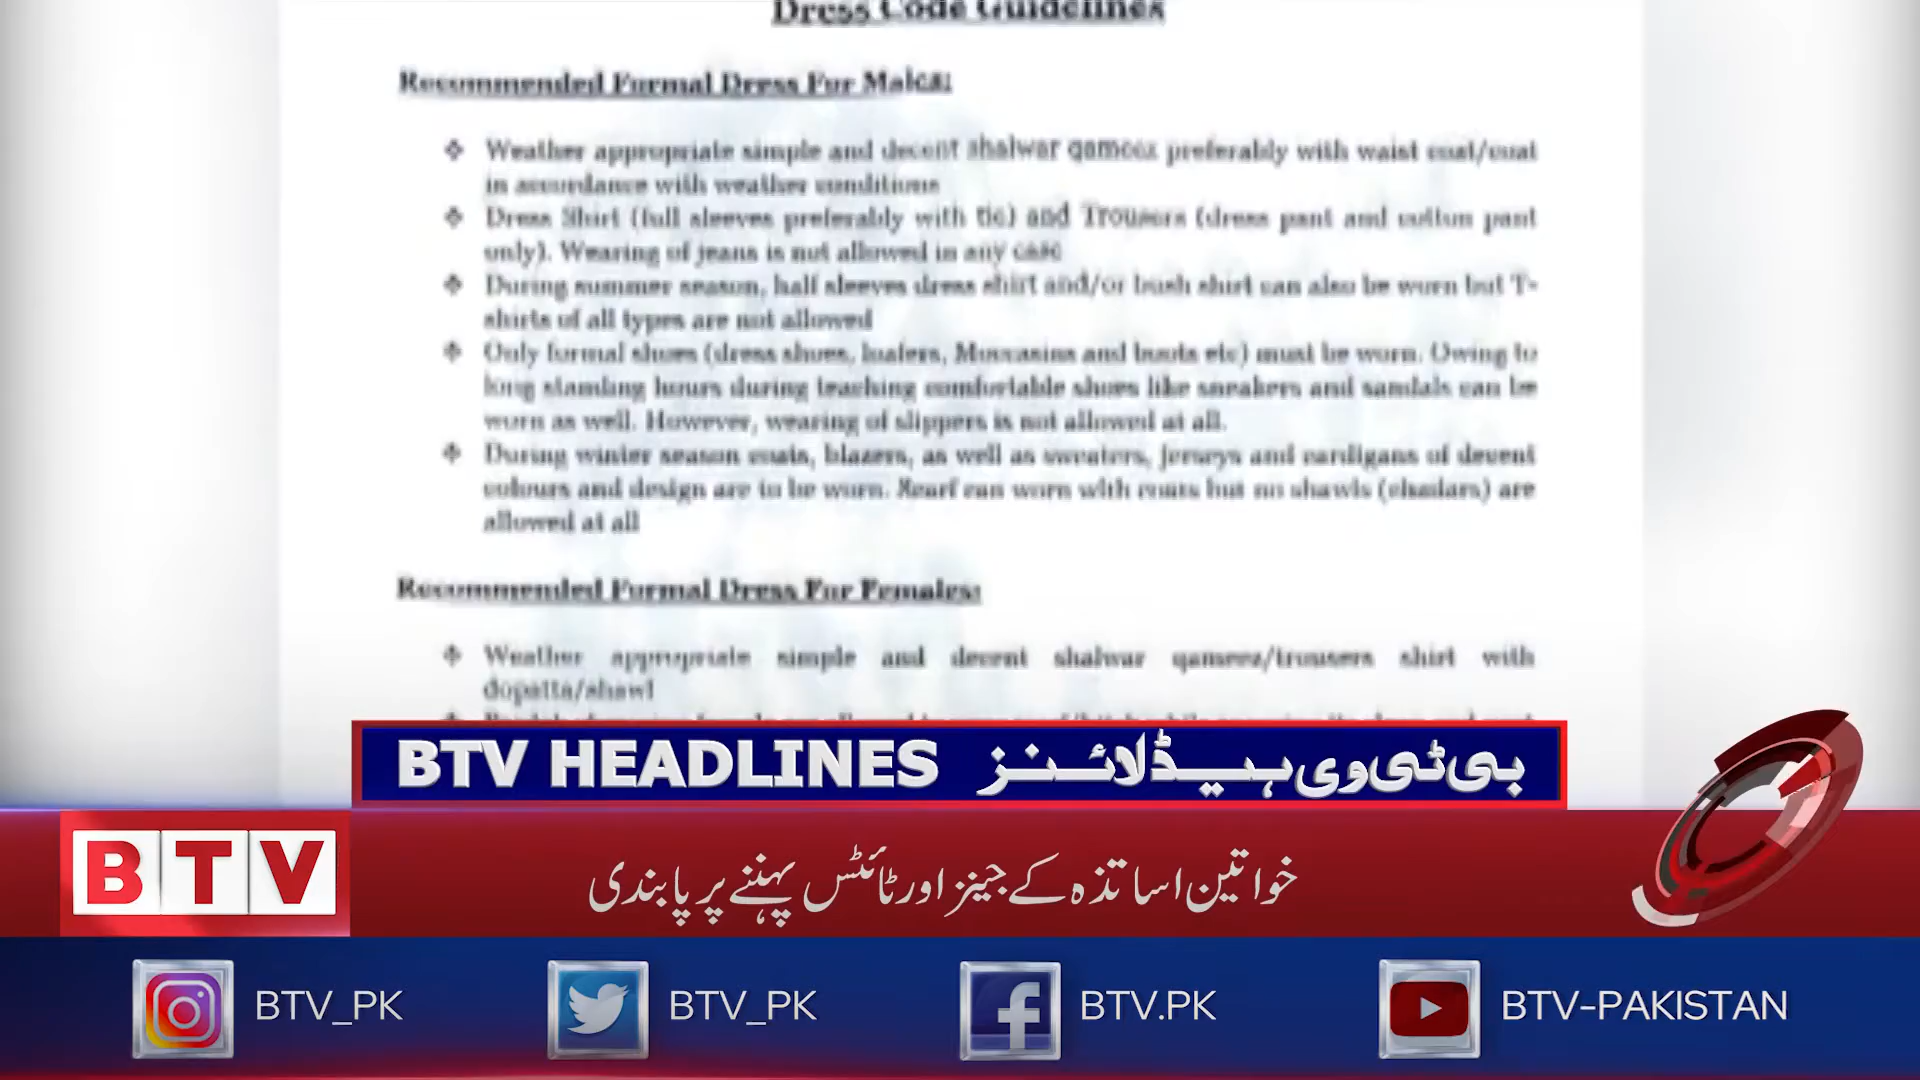 Dress Code Guidelines
Recommended Formal Dress For Males:
❖ Weather appropriate simple and decent shalwar qameez preferably with waist coat/coat
in accordance with weather conditions
❖ Dress Shirt (full sleeves preferably with tie) and Trousers (dress pant and cotton pant
only). Wearing of jeans is not allowed in any case
❖ During summer season, half sleeves dress shirt and/or bush shirt can also be worn but T-
shirts of all types are not allowed
❖ Only formal shoes (dress shoes, loafers, Moccasins and boots etc) must be worn. Owing to
long standing hours during teaching comfortable shoes like sneakers and sandals can be
worn as well. However, wearing of slippers is not allowed at all.
❖ During winter season coats, blazers, as well as sweaters, jerseys and cardigans of decent
colours and design are to be worn. Scarf can worn with coats but no shawls (chadars) are
allowed at all
Recommended Formal Dress For Females:
❖ Weather appropriate simple and decent shalwar qameez/trousers shirt with
dopatta/shawl
BTV HEADLINES بی ٹی وی ہیڈلائنز
BTV
خواتین اساتذہ کے جینز اور ٹائٹس پہننے پر پابندی
BTV_PK
BTV_PK
BTV.PK
BTV-PAKISTAN